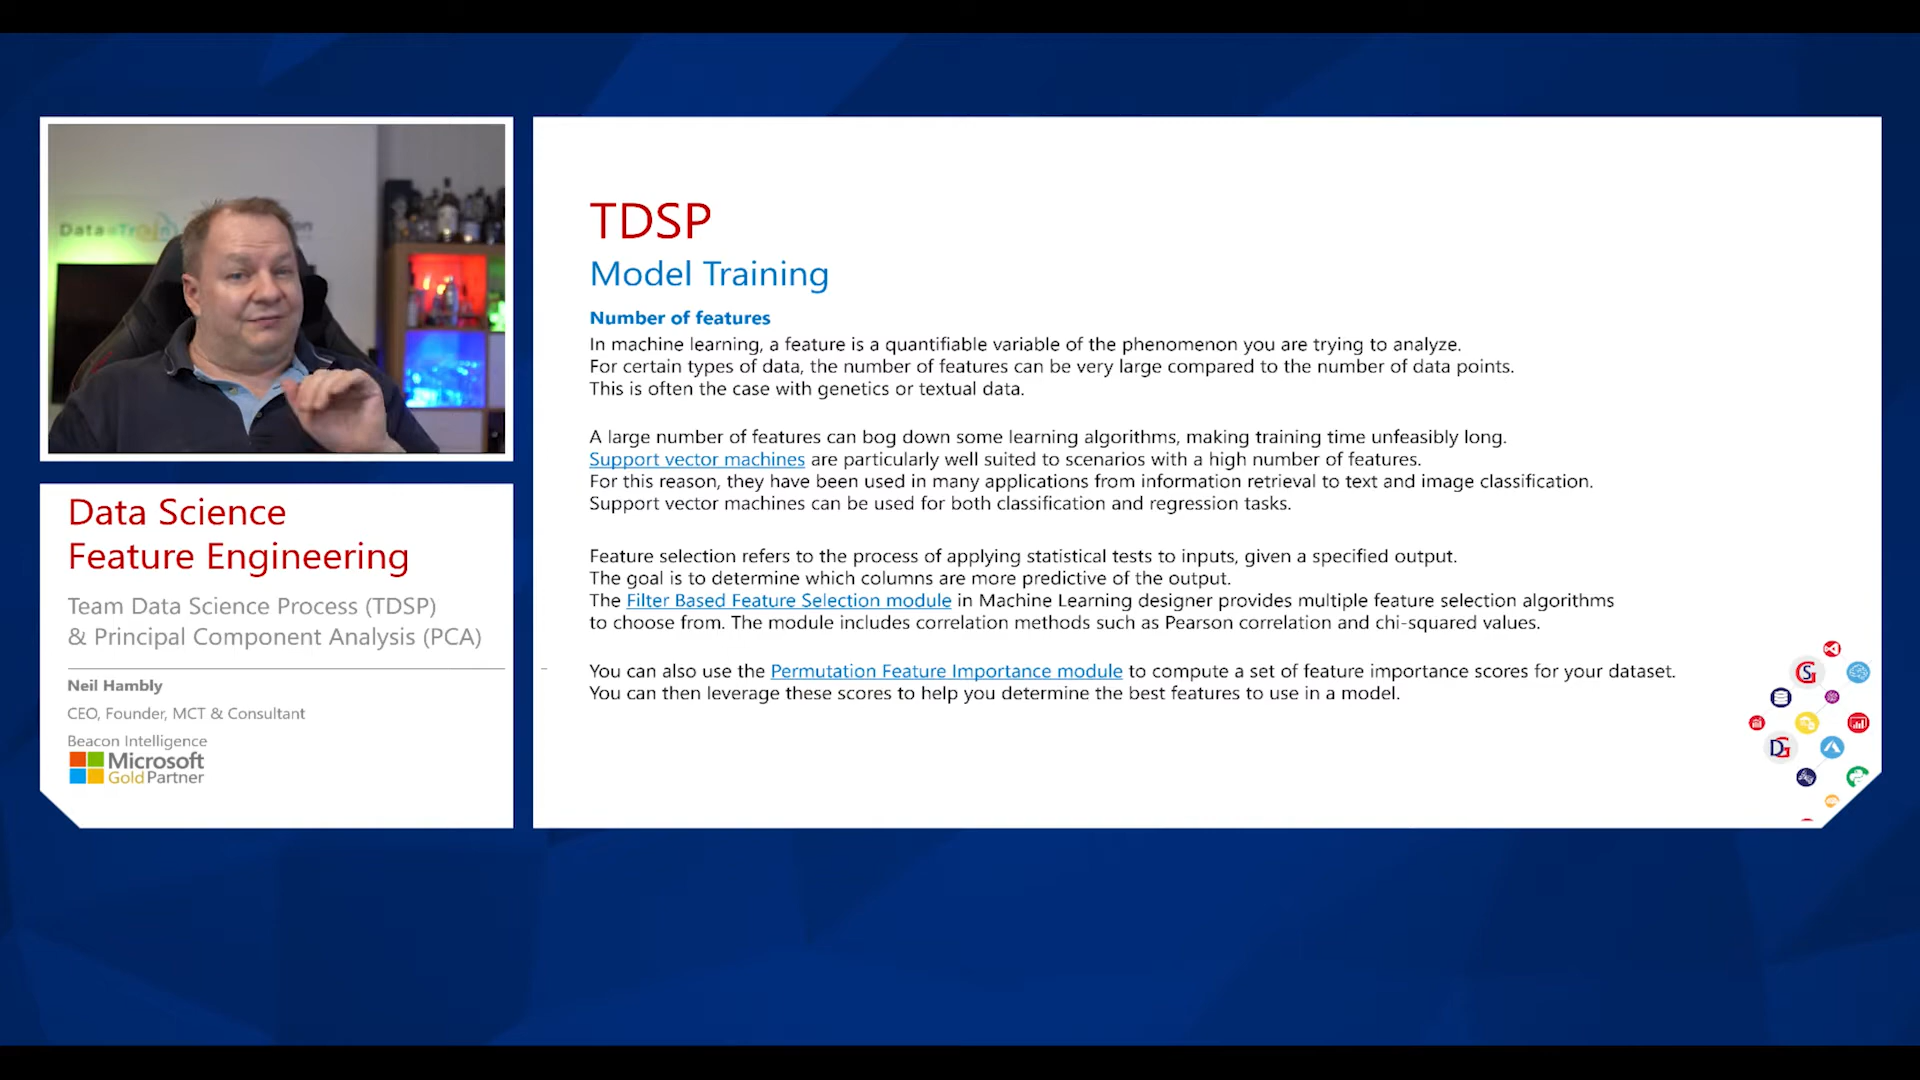 Data Train
Data Science
Feature Engineering
Team Data Science Process (TDSP)
& Principal Component Analysis (PCA)
Neil Hambly
CEO, Founder, MCT & Consultant
Beacon Intelligence
Microsoft
Gold Partner
TDSP
Model Training
Number of features
In machine learning, a feature is a quantifiable variable of the phenomenon you are trying to analyze.
For certain types of data, the number of features can be very large compared to the number of data points.
This is often the case with genetics or textual data.
A large number of features can bog down some learning algorithms, making training time unfeasibly long.
Support vector machines are particularly well suited to scenarios with a high number of features.
For this reason, they have been used in many applications from information retrieval to text and image classification.
Support vector machines can be used for both classification and regression tasks.
Feature selection refers to the process of applying statistical tests to inputs, given a specified output.
The goal is to determine which columns are more predictive of the output.
The Filter Based Feature Selection module in Machine Learning designer provides multiple feature selection algorithms
to choose from. The module includes correlation methods such as Pearson correlation and chi-squared values.
You can also use the Permutation Feature Importance module to compute a set of feature importance scores for your dataset.
You can then leverage these scores to help you determine the best features to use in a model.
SG
DG